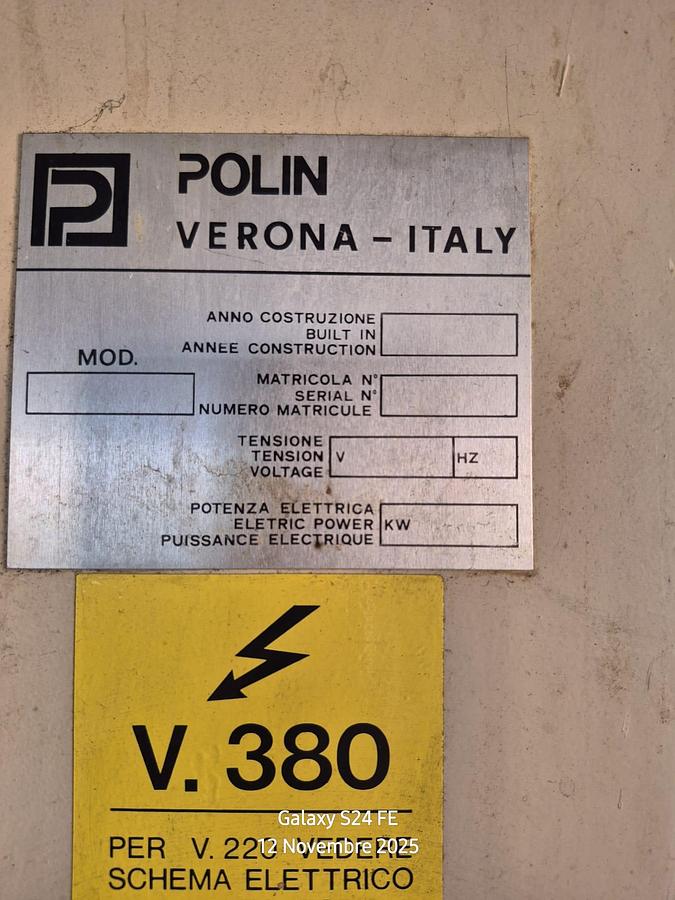 POLIN
VERONA - ITALY
ANNO COSTRUZIONE
BUILT IN
ANNEE CONSTRUCTION
MOD.
MATRICOLA N°
SERIAL N°
NUMERO MATRICULE
TENSIONE
TENSION
VOLTAGE
V
HZ
POTENZA ELETTRICA
ELETRIC POWER
PUISSANCE ELECTRIQUE
KW
V. 380
PER V. 220 VEDERE
SCHEMA ELETTRICO
Galaxy S24 FE
12 Novembre 2025